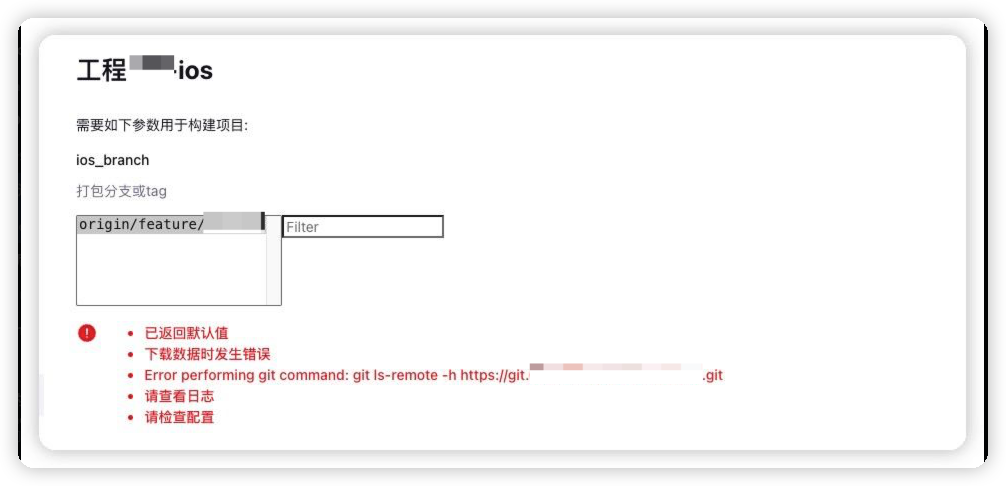 工程 -ios
需要如下参数用于构建项目:
ios_branch
打包分支或tag
origin/feature/
Filter
已返回默认值
下载数据时发生错误
Error performing git command: git ls-remote -h https://git. .git
请查看日志
请检查配置